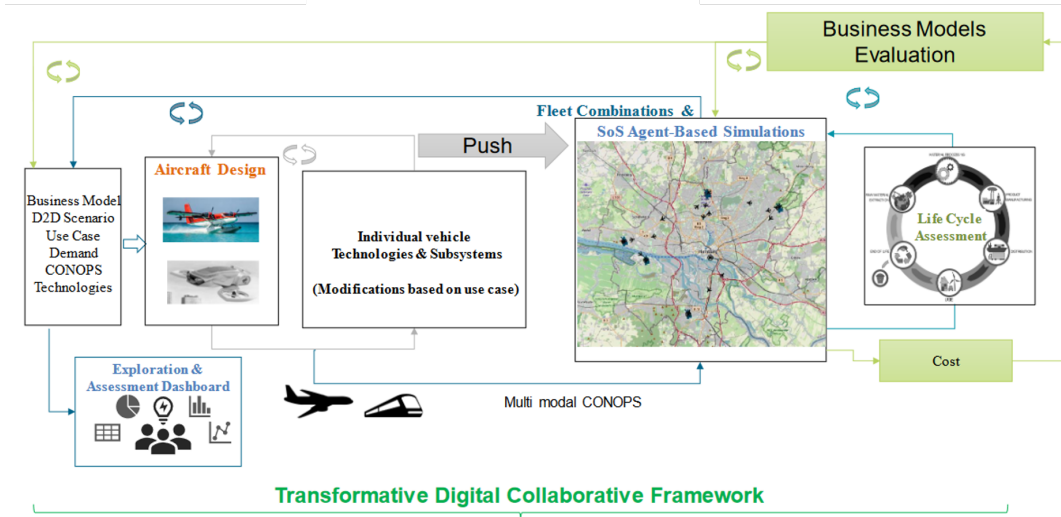 Business Models
Evaluation
Fleet Combinations &
SoS Agent-Based Simulations
Push
Aircraft Design
Business Model
D2D Scenario
Use Case
Demand
CONOPS
Technologies
Individual vehicle
Technologies & Subsystems
(Modifications based on use case)
Life Cycle
Assessment
Cost
Exploration &
Assessment Dashboard
Multi modal CONOPS
Transformative Digital Collaborative Framework